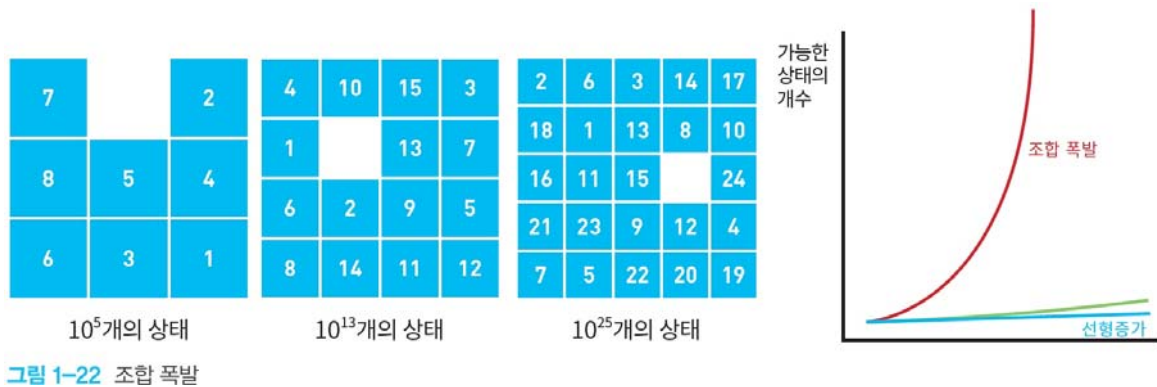 7 2
8 5 4
6 3 1
10⁵개의 상태
4 10 15 3
1 13 7
6 2 9 5
8 14 11 12
10¹³개의 상태
2 6 3 14 17
18 1 13 8 10
16 11 15 24
21 23 9 12 4
7 5 22 20 19
10²⁵개의 상태
가능한
상태의
개수
조합 폭발
선형증가
그림 1-22 조합 폭발